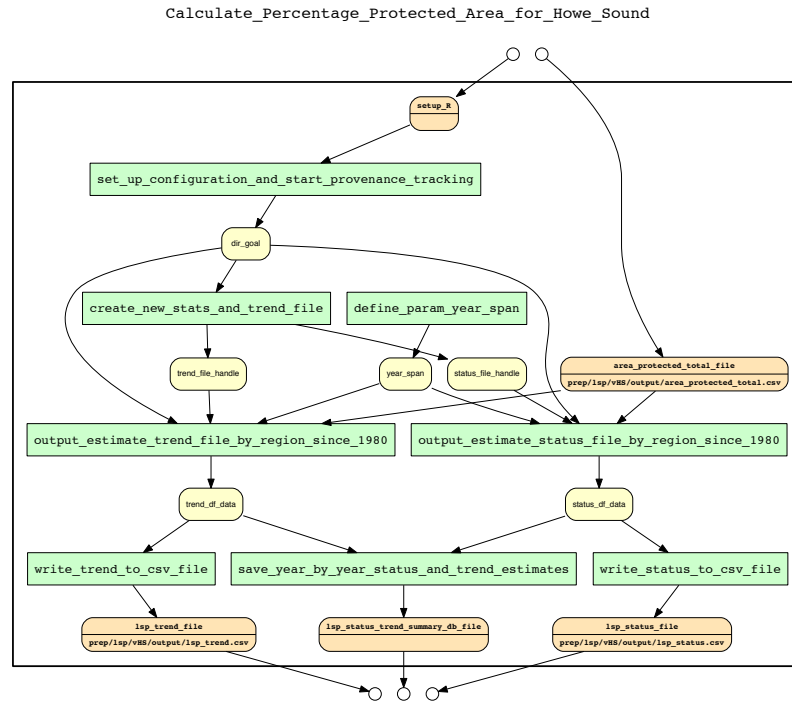 Calculate_Percentage_Protected_Area_for_Howe_Sound
setup_R
set_up_configuration_and_start_provenance_tracking
dir_goal
create_new_stats_and_trend_file
define_param_year_span
trend_file_handle
year_span
status_file_handle
area_protected_total_file
prep/lsp/vHS/output/area_protected_total.csv
output_estimate_trend_file_by_region_since_1980
output_estimate_status_file_by_region_since_1980
trend_df_data
status_df_data
write_trend_to_csv_file
save_year_by_year_status_and_trend_estimates
write_status_to_csv_file
lsp_trend_file
prep/lsp/vHS/output/lsp_trend.csv
lsp_status_trend_summary_db_file
lsp_status_file
prep/lsp/vHS/output/lsp_status.csv